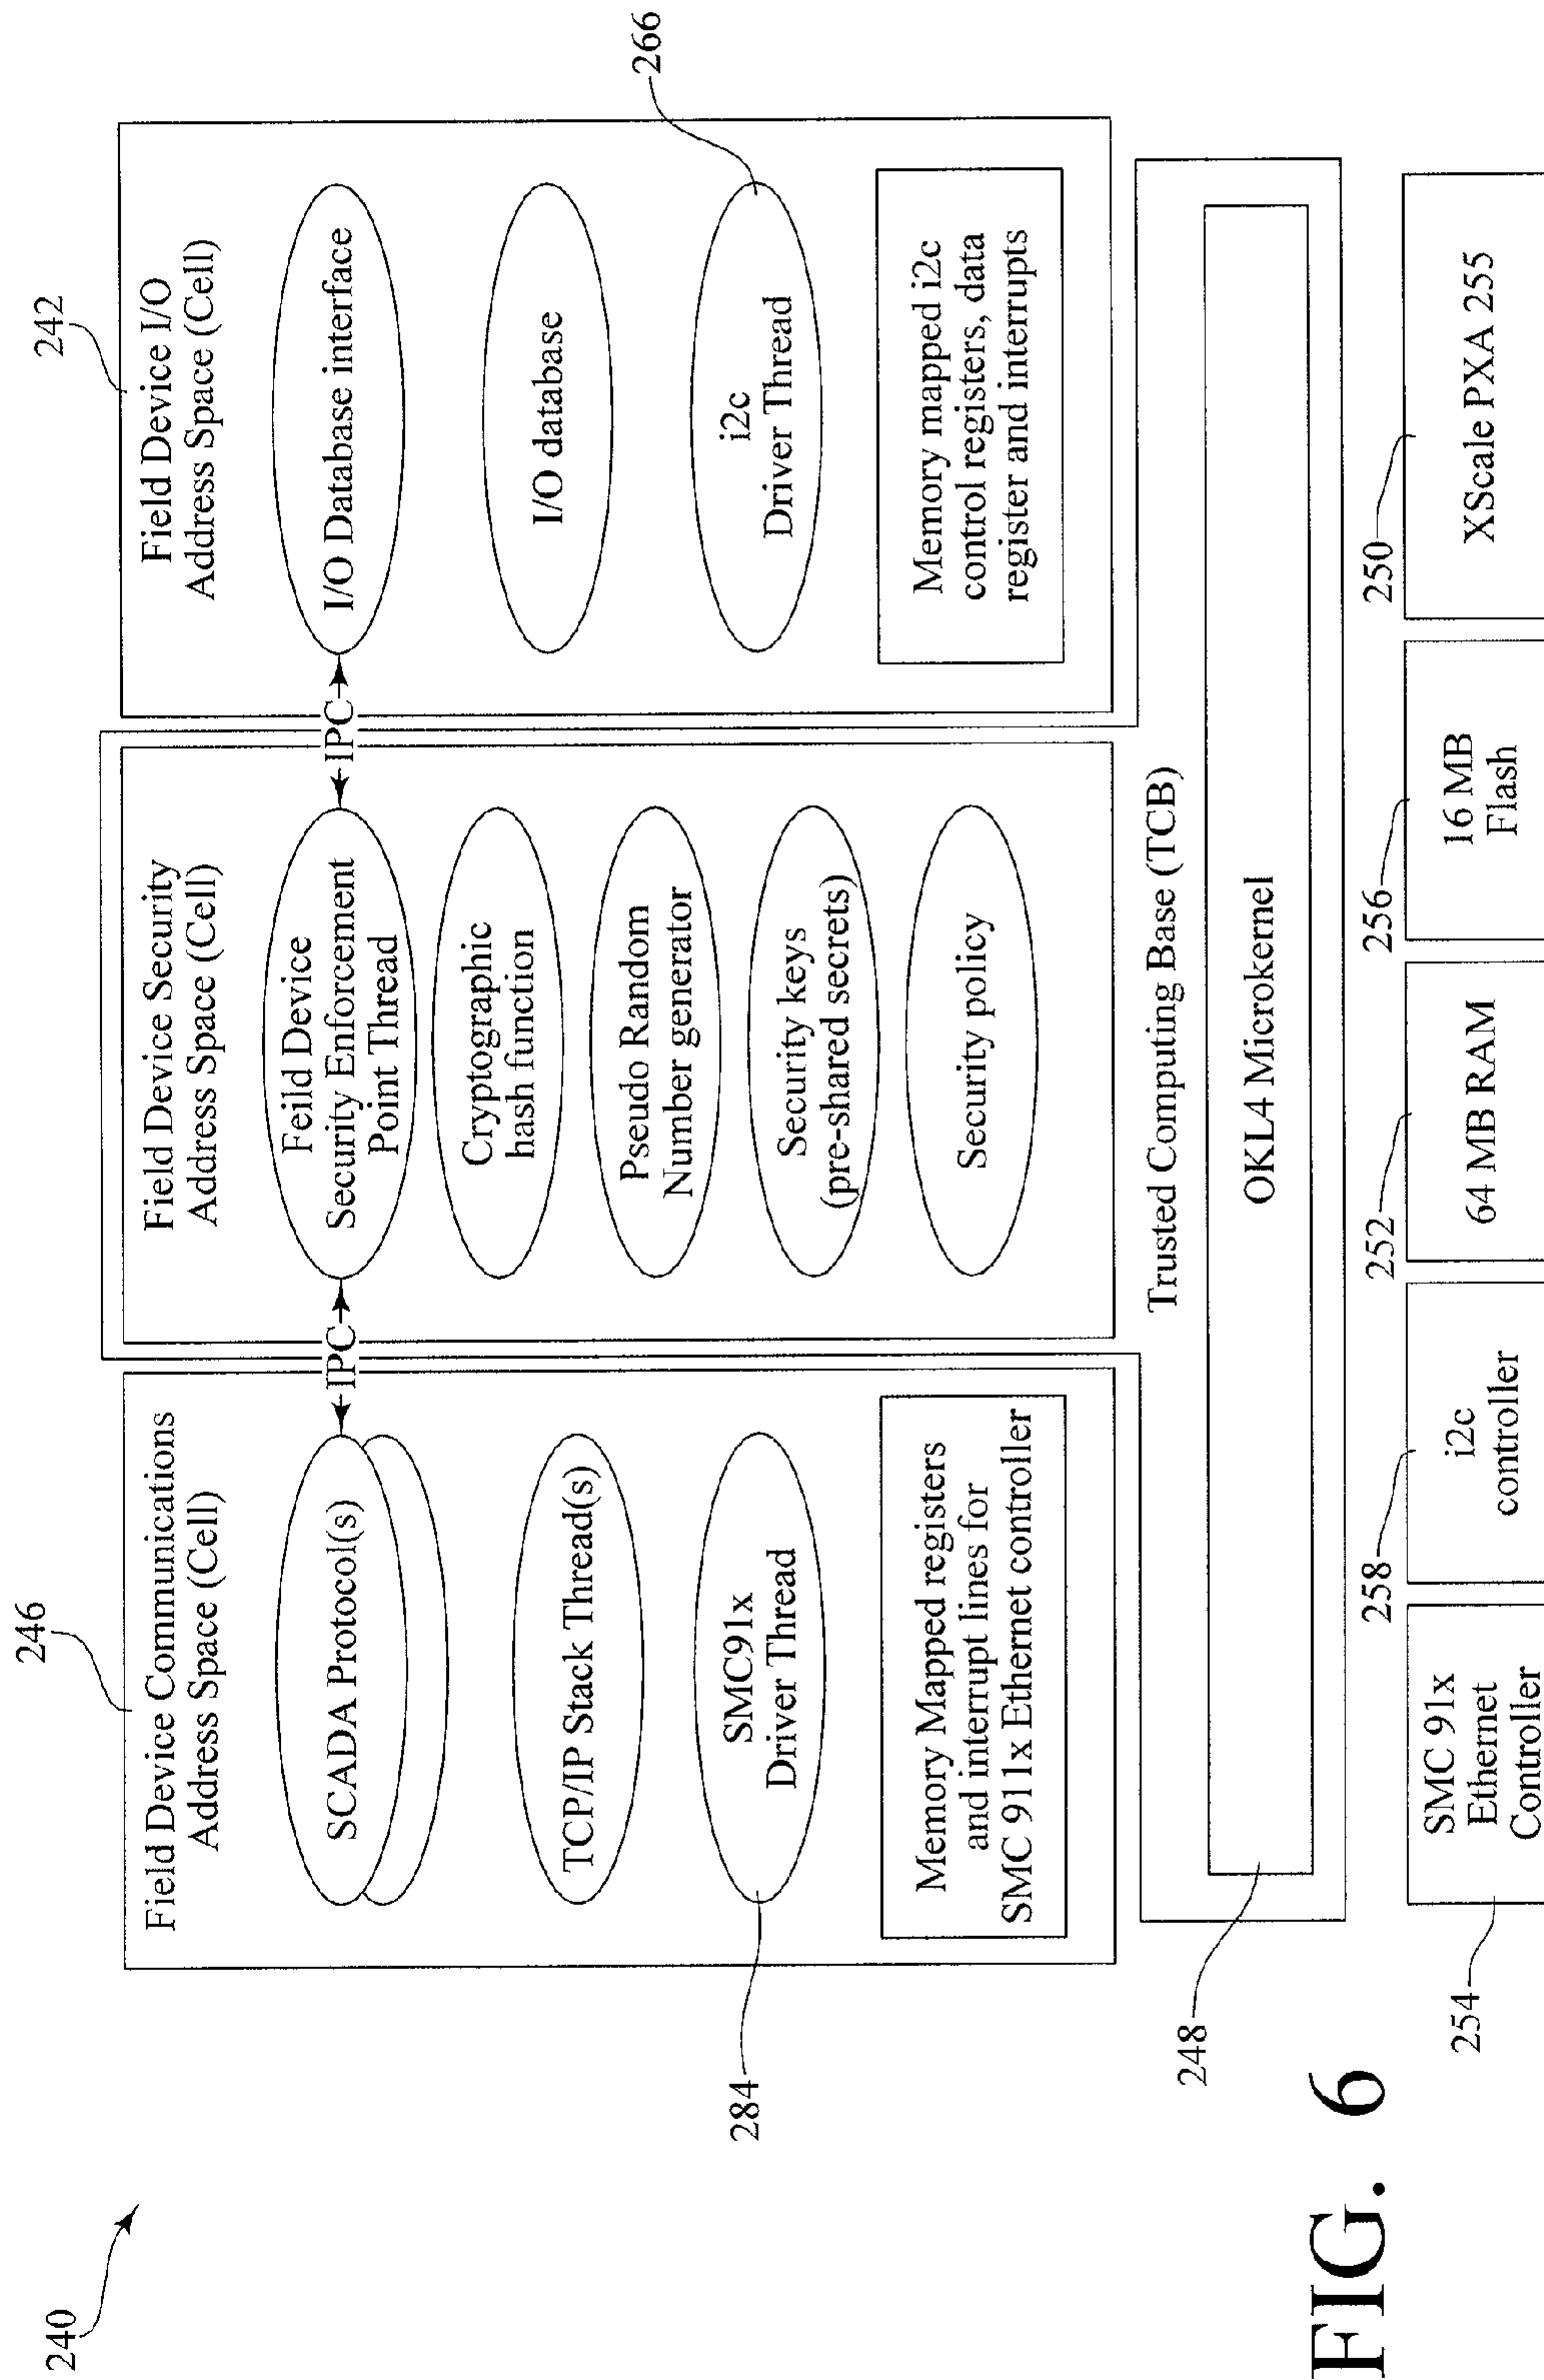 240
246
Field Device Communications
Address Space (Cell)
SCADA Protocol(s)
TCP/IP Stack Thread(s)
SMC91x
Driver Thread
284
Memory Mapped registers
and interrupt lines for
SMC 911x Ethernet controller
IPC
Field Device Security
Address Space (Cell)
Feild Device
Security Enforcement
Point Thread
Cryptographic
hash function
Pseudo Random
Number generator
Security keys
(pre-shared secrets)
Security policy
IPC
242
Field Device I/O
Address Space (Cell)
I/O Database interface
I/O database
i2c
Driver Thread
266
Memory mapped i2c
control registers, data
register and interrupts
Trusted Computing Base (TCB)
OKL4 Microkernel
248
254
SMC 91x
Ethernet
Controller
258
i2c
controller
252
64 MB RAM
256
16 MB
Flash
250
XScale PXA 255
FIG. 6